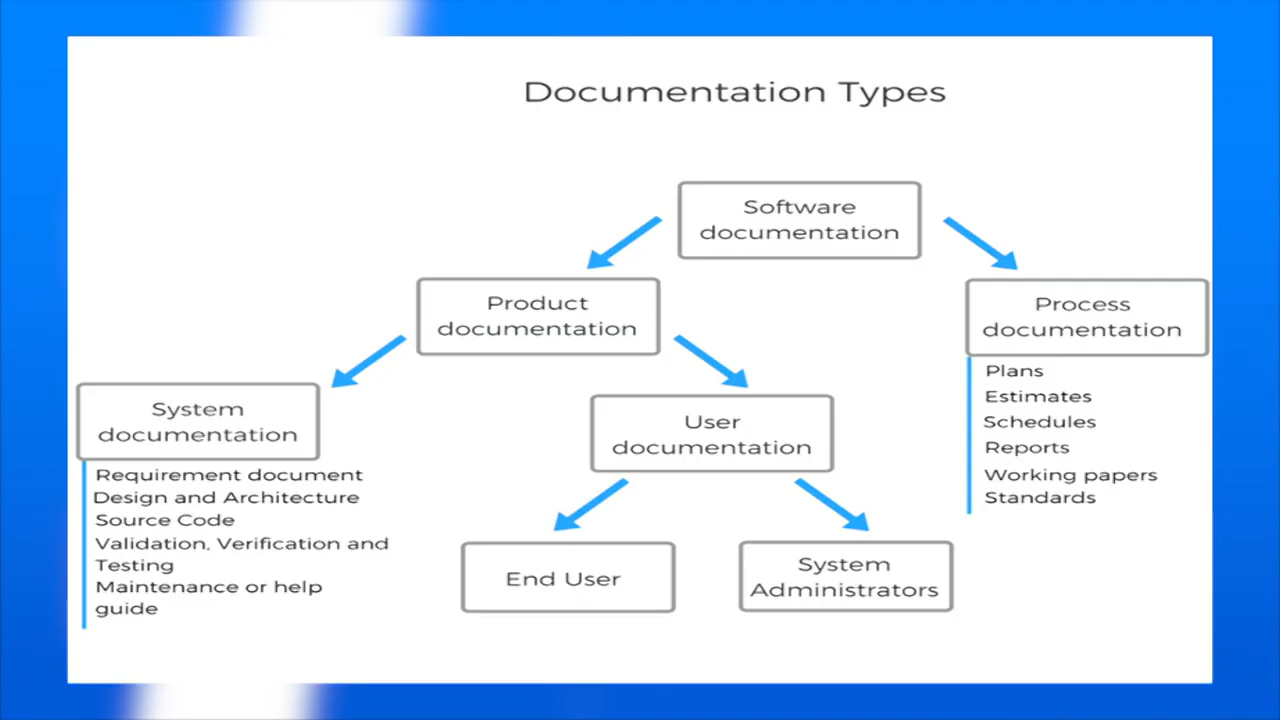 Documentation Types
Software
documentation
Product
documentation
Process
documentation
Plans
Estimates
Schedules
Reports
Working papers
Standards
System
documentation
Requirement document
Design and Architecture
Source Code
Validation, Verification and
Testing
Maintenance or help
guide
User
documentation
End User
System
Administrators